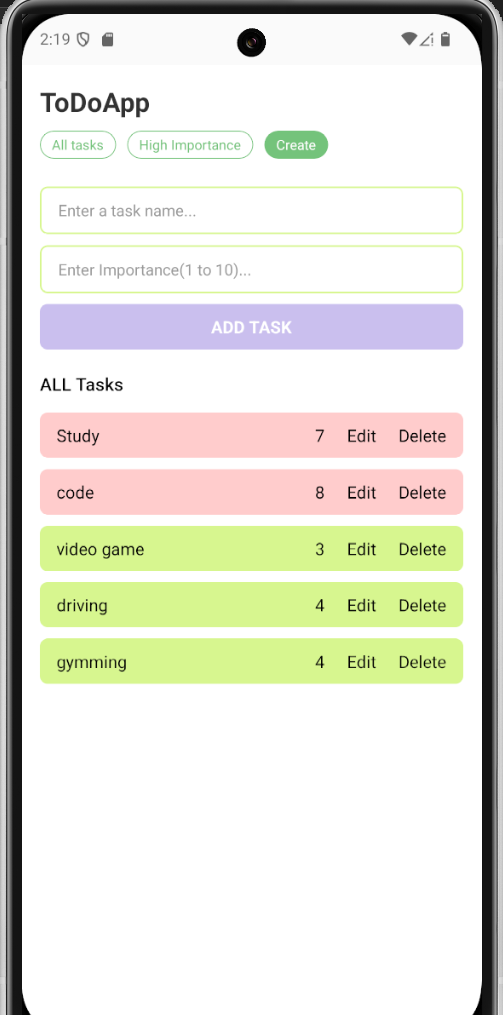 2:19
ToDoApp
All tasks High Importance Create
Enter a task name...
Enter Importance(1 to 10)...
ADD TASK
ALL Tasks
Study 7 Edit Delete
code 8 Edit Delete
video game 3 Edit Delete
driving 4 Edit Delete
gymming 4 Edit Delete